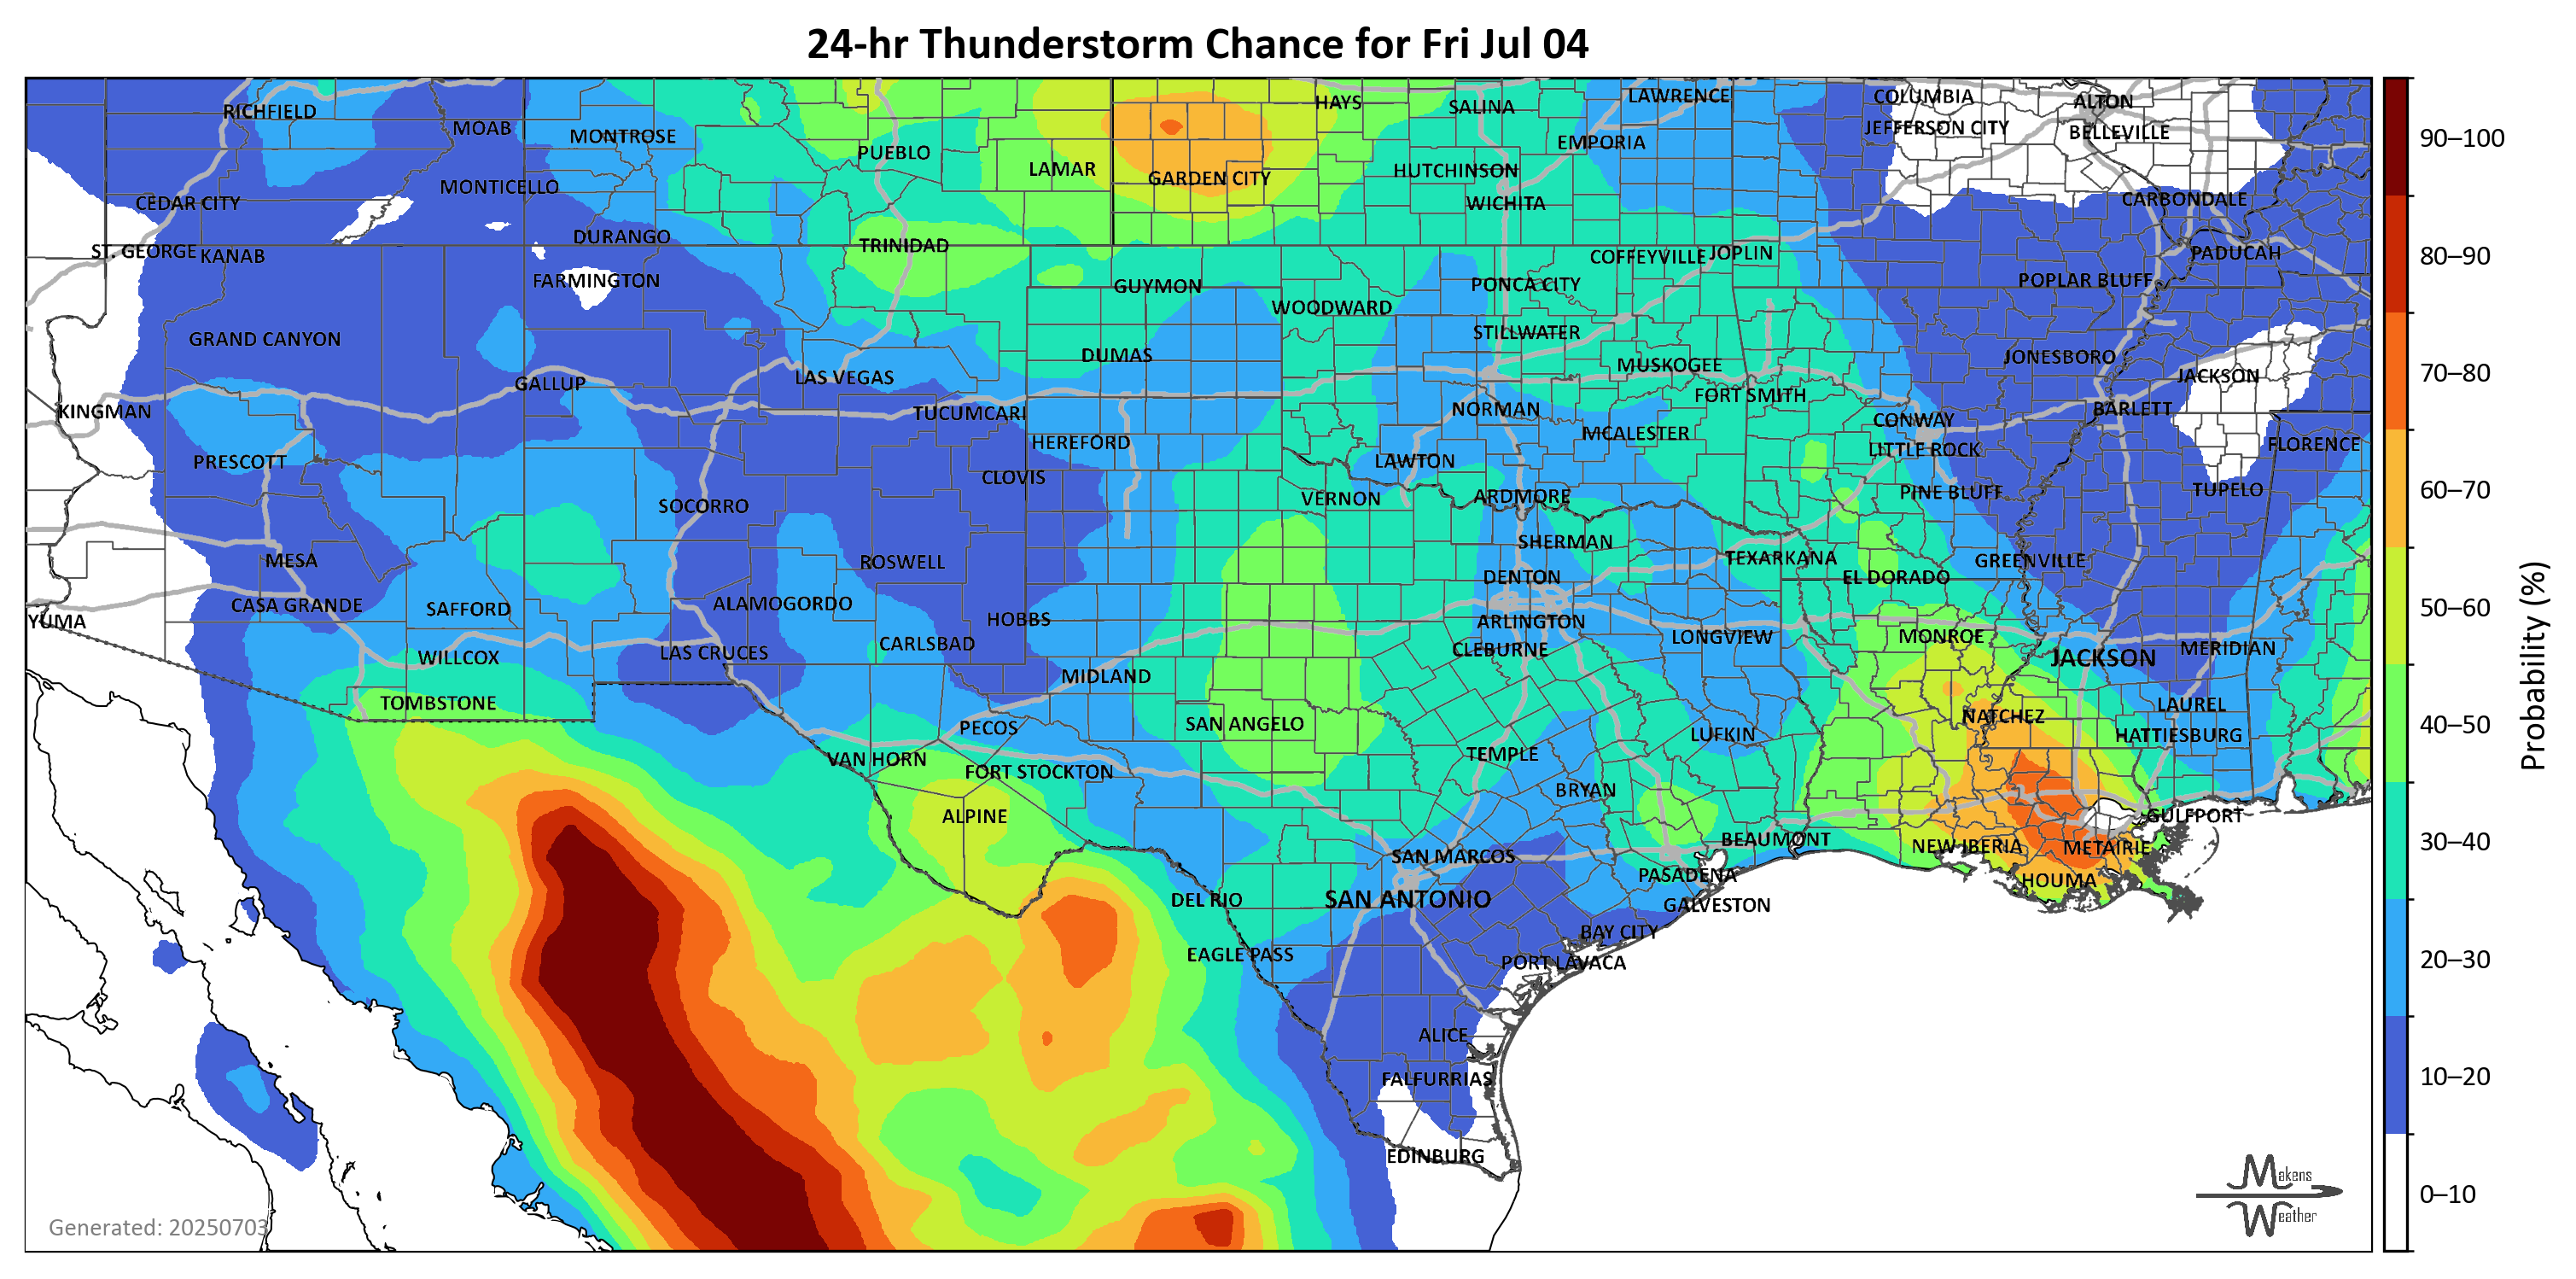 24-hr Thunderstorm Chance for Fri Jul 04
RICHFIELD
MOAB
MONTROSE
PUEBLO
LAMAR
GARDEN CITY
HAYS
SALINA
LAWRENCE
COLUMBIA
ALTON
JEFFERSON CITY
BELLEVILLE
EMPORIA
HUTCHINSON
WICHITA
CARBONDALE
MONTICELLO
CEDAR CITY
ST. GEORGE
KANAB
DURANGO
TRINIDAD
COFFEYVILLE
JOPLIN
PADUCAH
FARMINGTON
GUYMON
WOODWARD
PONCA CITY
POPLAR BLUFF
GRAND CANYON
DUMAS
STILLWATER
MUSKOGEE
JONESBORO
JACKSON
GALLUP
LAS VEGAS
FORT SMITH
KINGMAN
TUCUMCARI
NORMAN
CONWAY
BARLETT
HEREFORD
MCALESTER
LITTLE ROCK
FLORENCE
PRESCOTT
CLOVIS
LAWTON
VERNON
ARDMORE
PINE BLUFF
TUPELO
SOCORRO
MESA
ROSWELL
SHERMAN
TEXARKANA
GREENVILLE
DENTON
EL DORADO
CASA GRANDE
SAFFORD
ALAMOGORDO
HOBBS
ARLINGTON
YUMA
LONGVIEW
MONROE
CARLSBAD
CLEBURNE
WILLCOX
LAS CRUCES
JACKSON
MERIDIAN
MIDLAND
TOMBSTONE
PECOS
SAN ANGELO
NATCHEZ
LAUREL
LUFKIN
HATTIESBURG
VAN HORN
FORT STOCKTON
TEMPLE
BRYAN
ALPINE
BEAUMONT
GULFPORT
SAN MARCOS
NEW IBERIA
METAIRIE
PASADENA
HOUMA
DEL RIO
SAN ANTONIO
GALVESTON
BAY CITY
EAGLE PASS
PORT LAVACA
ALICE
FALFURRIAS
EDINBURG
Generated: 20250703
Makens
Weather
90–100
80–90
70–80
60–70
50–60
40–50
30–40
20–30
10–20
0–10
Probability (%)